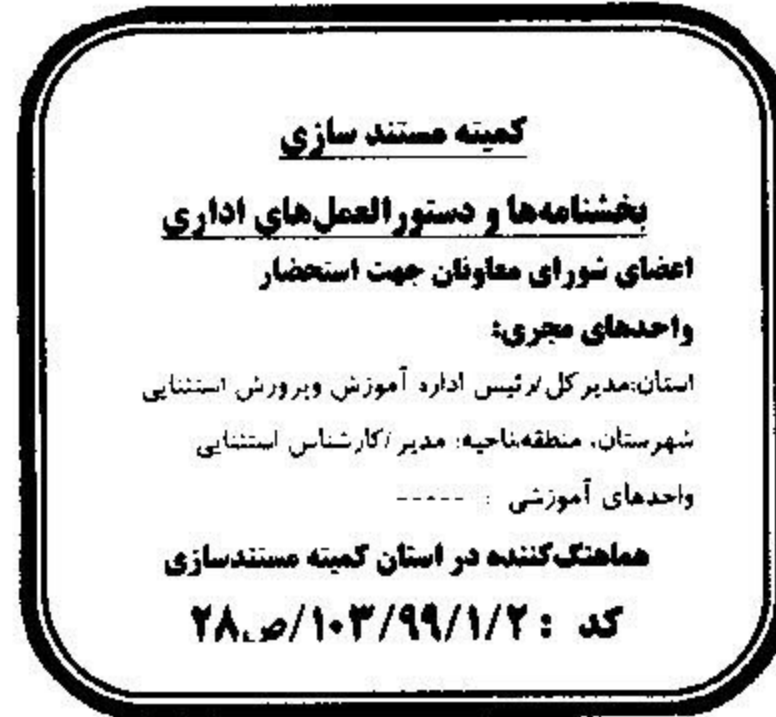 کمیته مستند سازی
بخشنامه‌ها و دستورالعمل‌های اداری
اعضای شورای معاونان جهت استحضار
واحدهای مجری:
استان:مدیرکل/رئیس اداره آموزش وپرورش استثنایی
شهرستان، منطقه،ناحیه: مدیر/کارشناس استثنایی
واحدهای آموزشی : -----
هماهنگ‌کننده در استان کمیته مستندسازی
کد : ۲۸ص/۱۰۳/۹۹/۱/۲